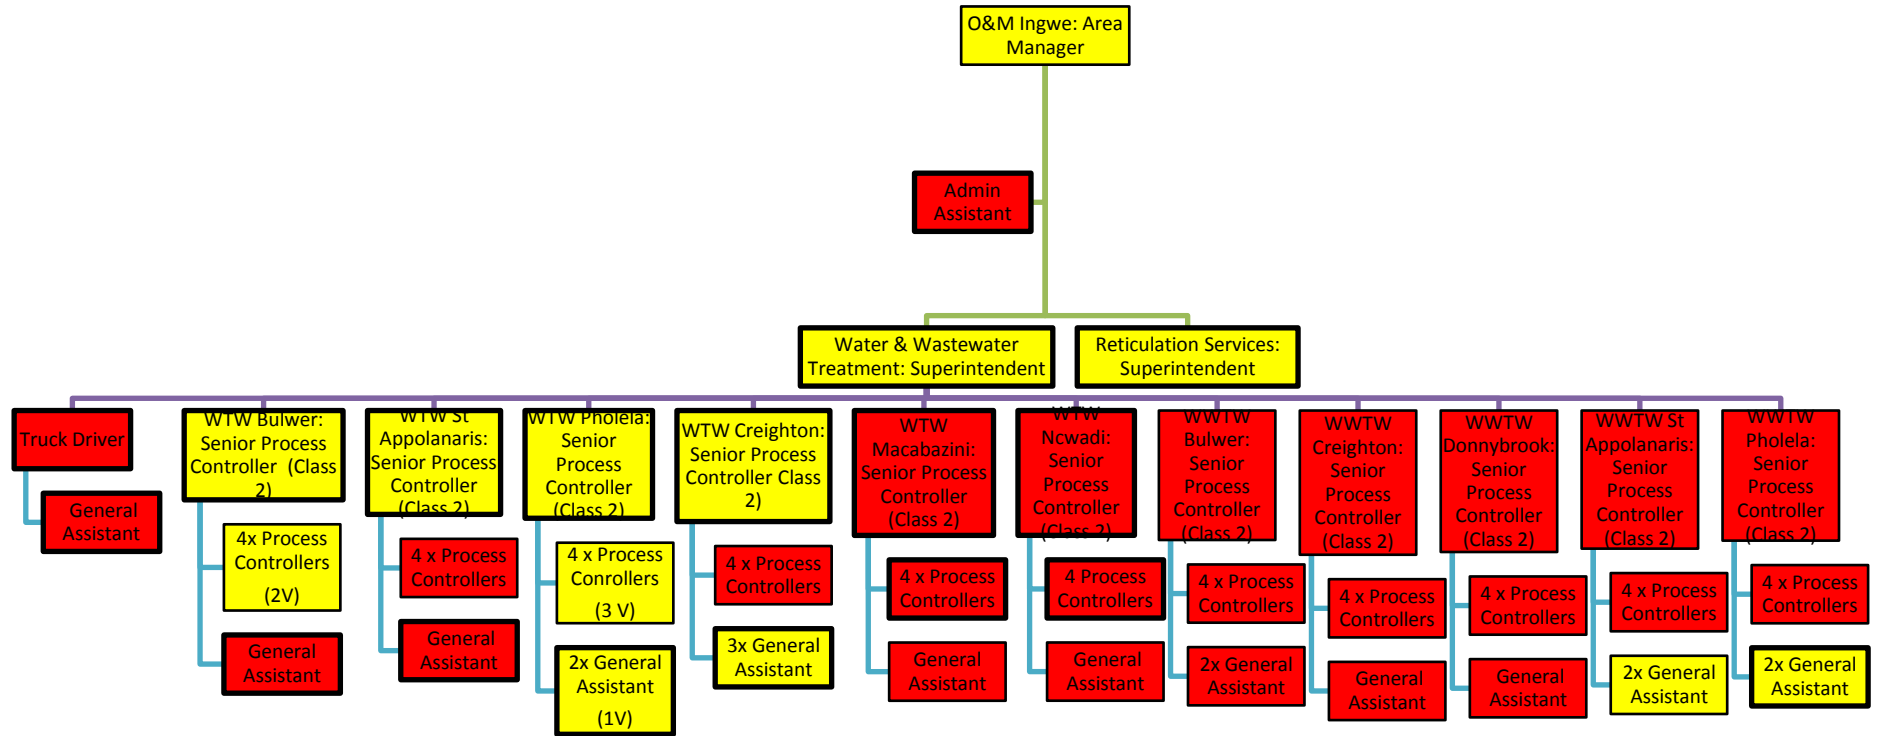 O&M Ingwe: Area
Manager
Admin
Assistant
Water & Wastewater
Treatment: Superintendent
Reticulation Services:
Superintendent
Truck Driver
General
Assistant
WTW Bulwer:
Senior Process
Controller (Class
2)
4x Process
Controllers
(2V)
General
Assistant
WTW St
Appolanaris:
Senior Process
Controller
(Class 2)
4 x Process
Controllers
General
Assistant
WTW Pholela:
Senior
Process
Controller
(Class 2)
4 x Process
Conrollers
(3 V)
2x General
Assistant
(1V)
WTW Creighton:
Senior Process
Controller Class
2)
4 x Process
Controllers
3x General
Assistant
WTW
Macabazini:
Senior Process
Controller
(Class 2)
4 x Process
Controllers
General
Assistant
WTW
Ncwadi:
Senior
Process
Controller
(Class 2)
4 Process
Controllers
General
Assistant
WWTW
Bulwer:
Senior
Process
Controller
(Class 2)
4 x Process
Controllers
2x General
Assistant
WWTW
Creighton:
Senior
Process
Controller
(Class 2)
4 x Process
Controllers
General
Assistant
WWTW
Donnybrook:
Senior
Process
Controller
(Class 2)
4 x Process
Controllers
General
Assistant
WWTW St
Appolanaris:
Senior
Process
Controller
(Class 2)
4 x Process
Controllers
2x General
Assistant
WWTW
Pholela:
Senior
Process
Controller
(Class 2)
4 x Process
Controllers
2x General
Assistant